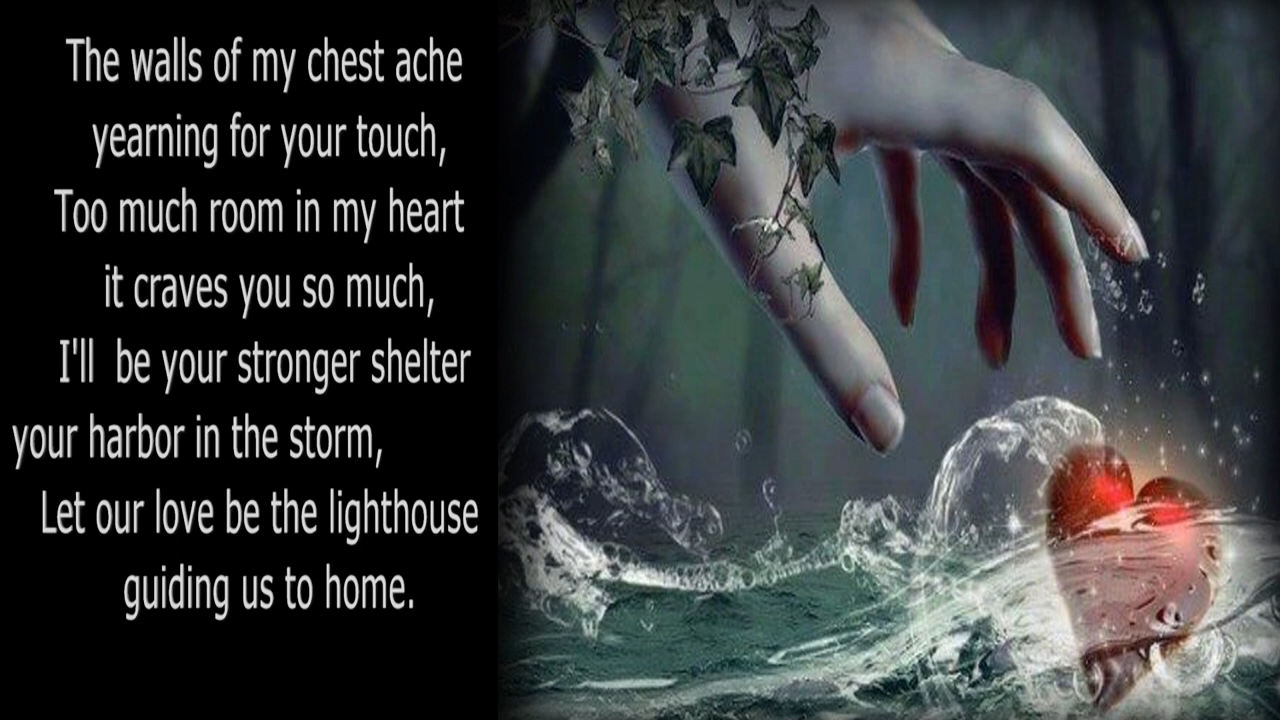 The walls of my chest ache
yearning for your touch,
Too much room in my heart
it craves you so much,
I'll  be your stronger shelter
your harbor in the storm,
Let our love be the lighthouse
guiding us to home.